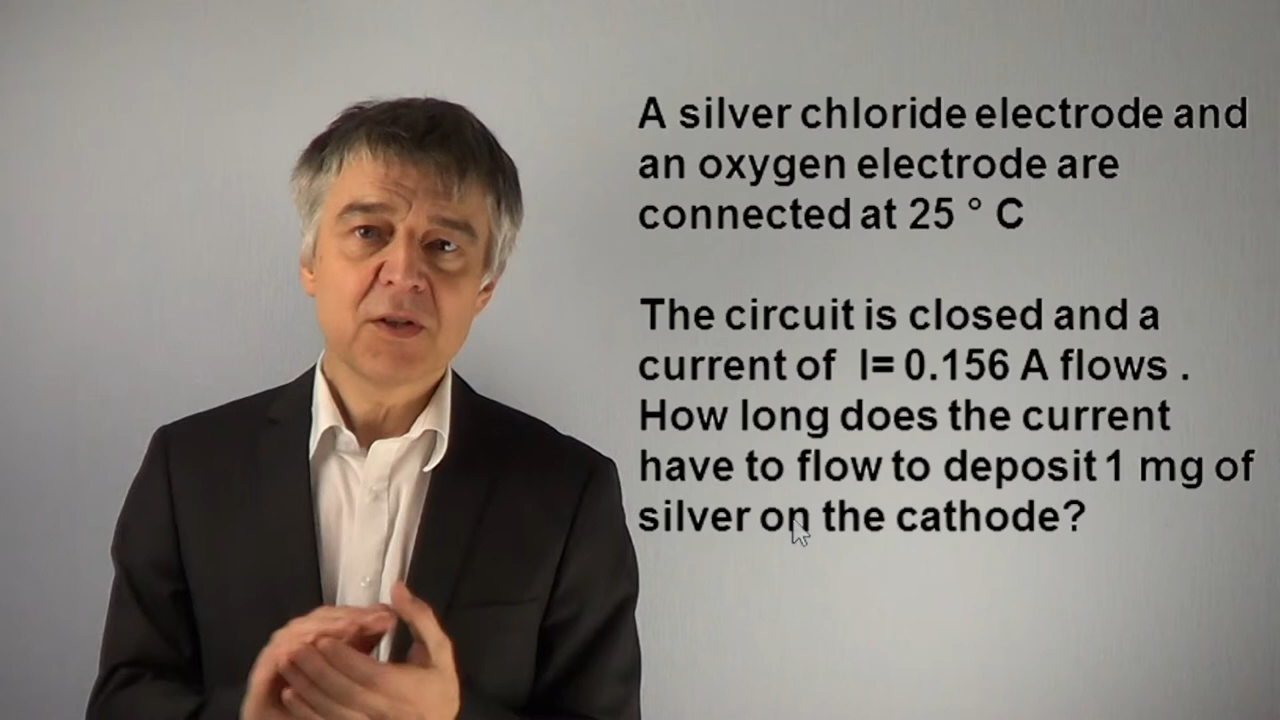 A silver chloride electrode and
an oxygen electrode are
connected at 25 ° C
The circuit is closed and a
current of I= 0.156 A flows .
How long does the current
have to flow to deposit 1 mg of
silver on the cathode?